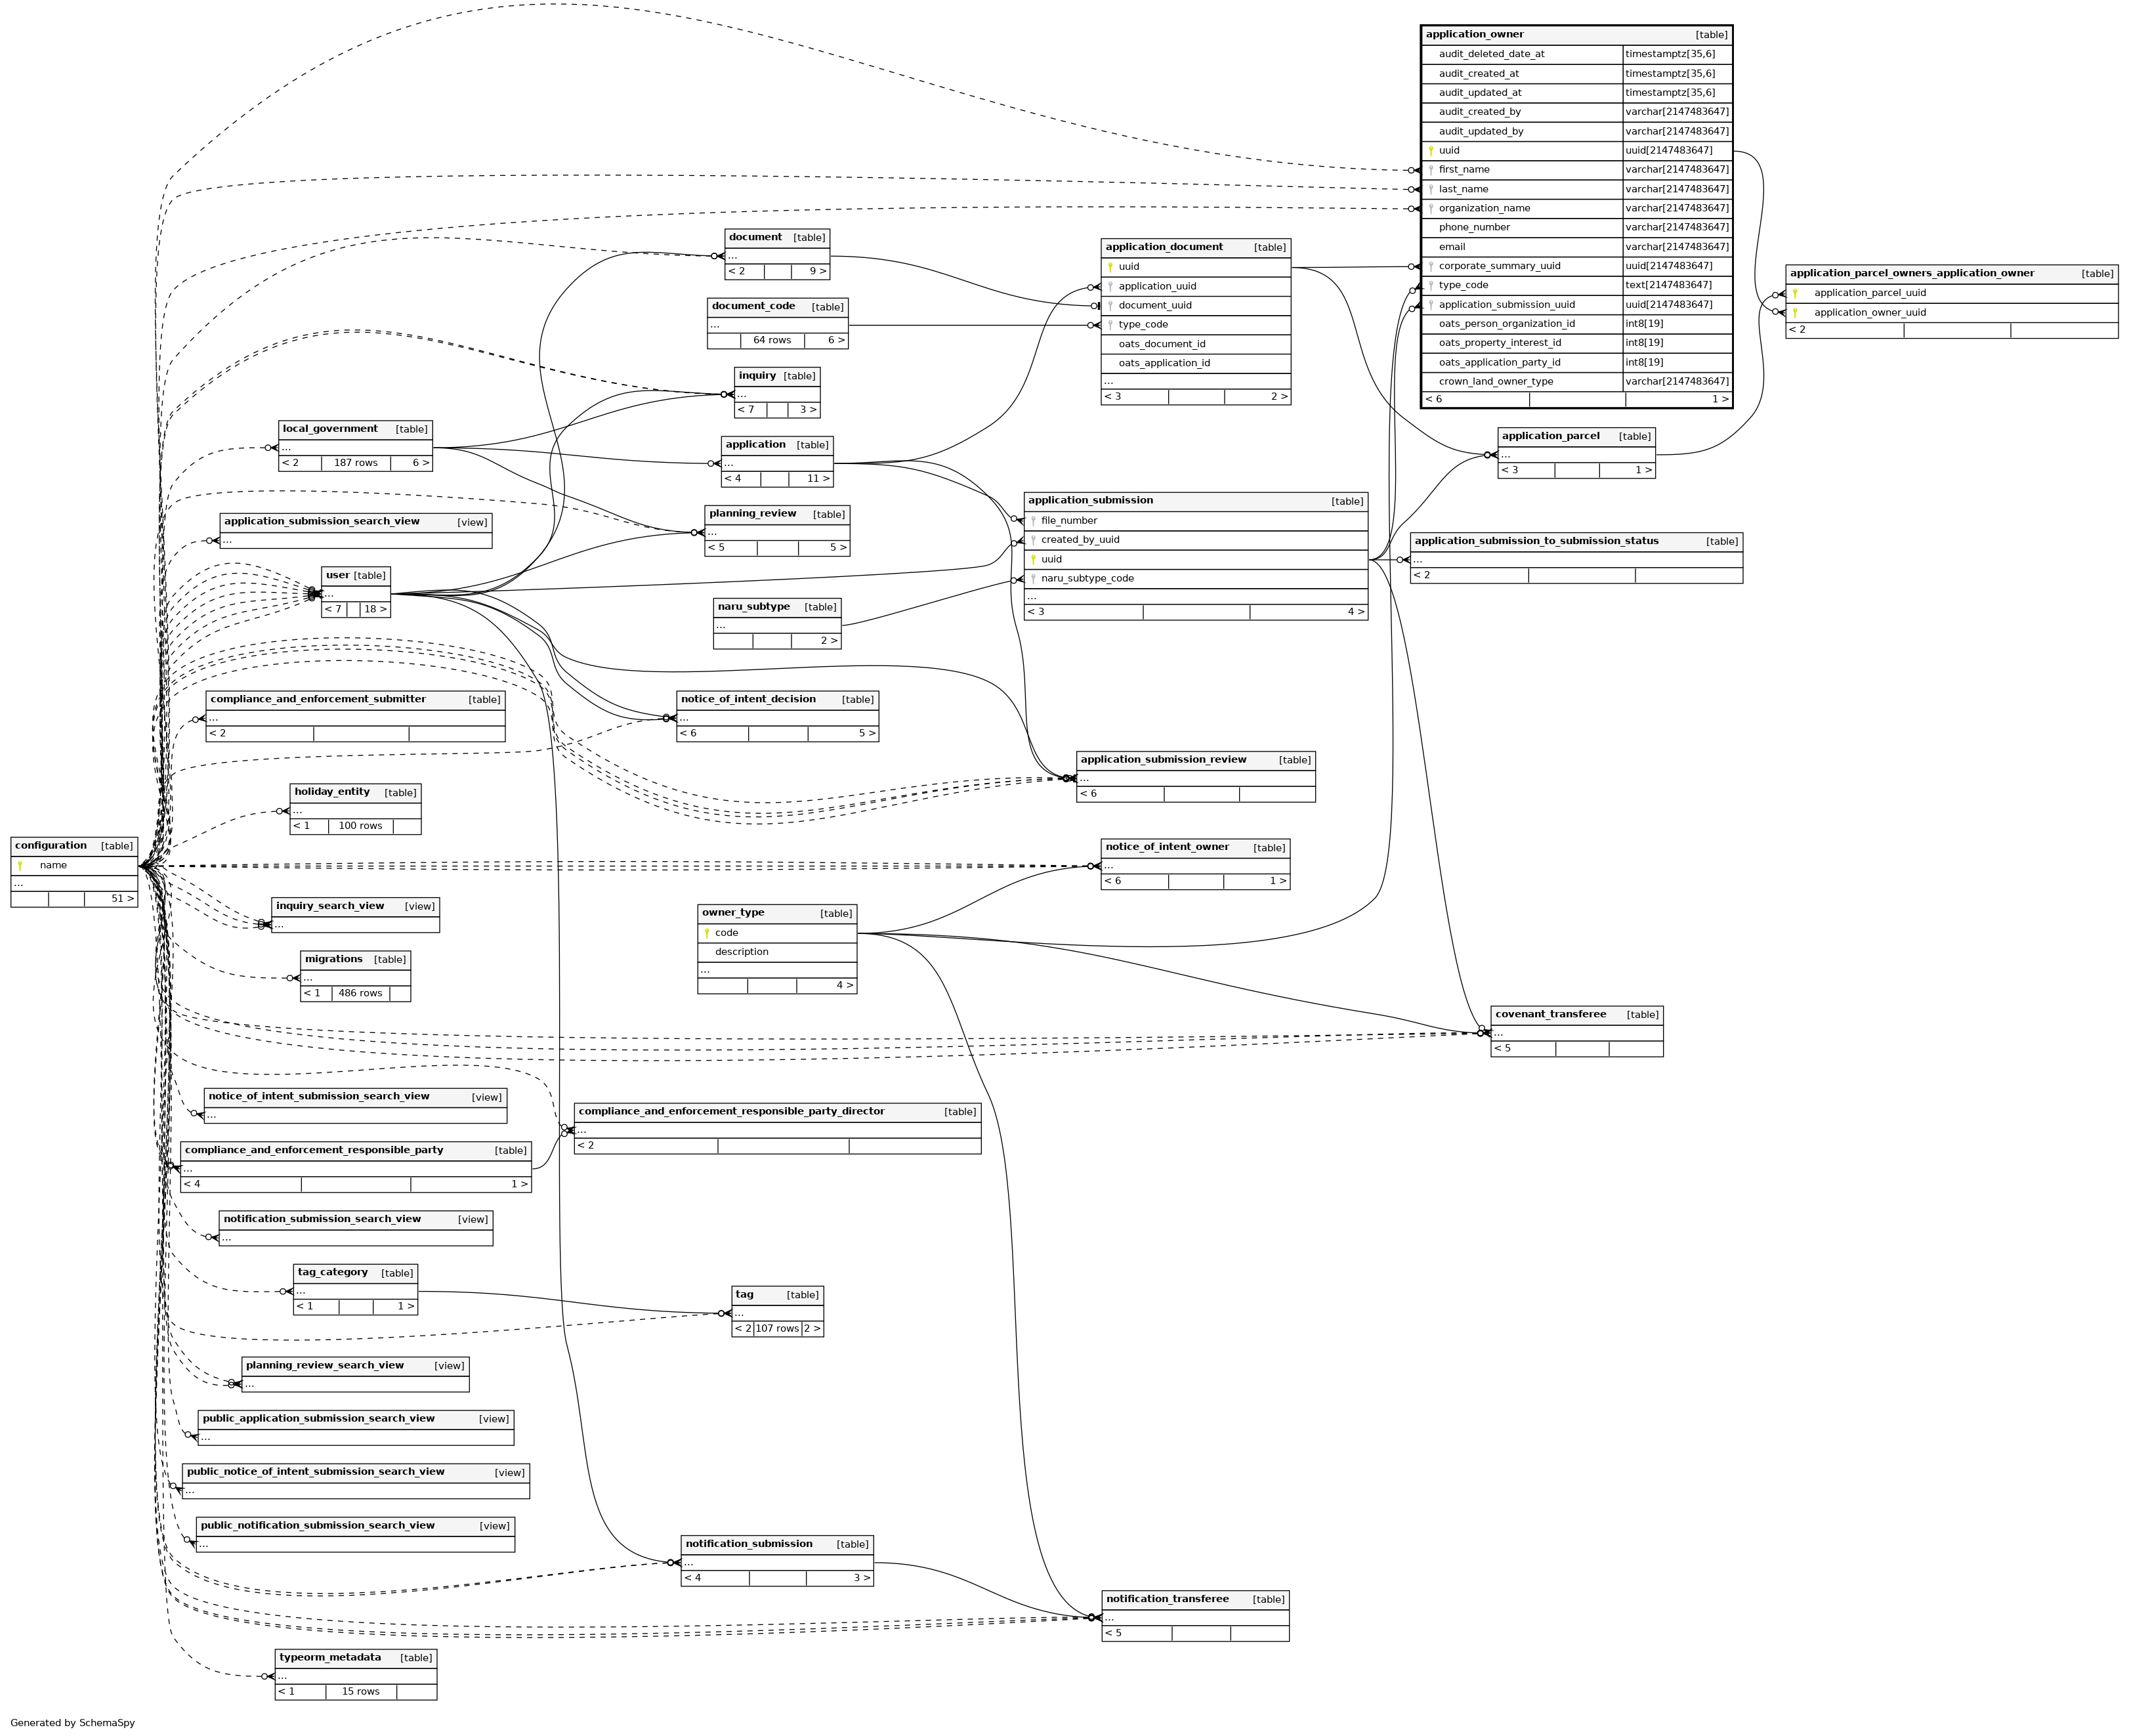 application_owner [table]
audit_deleted_date_at timestamptz[35,6]
audit_created_at timestamptz[35,6]
audit_updated_at timestamptz[35,6]
audit_created_by varchar[2147483647]
audit_updated_by varchar[2147483647]
uuid uuid[2147483647]
first_name varchar[2147483647]
last_name varchar[2147483647]
organization_name varchar[2147483647]
phone_number varchar[2147483647]
email varchar[2147483647]
corporate_summary_uuid uuid[2147483647]
type_code text[2147483647]
application_submission_uuid uuid[2147483647]
oats_person_organization_id int8[19]
oats_property_interest_id int8[19]
oats_application_party_id int8[19]
crown_land_owner_type varchar[2147483647]
< 6 1 >
document [table]
...
< 2 9 >
application_document [table]
uuid
application_uuid
document_uuid
type_code
oats_document_id
oats_application_id
...
< 3 2 >
application_parcel_owners_application_owner [table]
application_parcel_uuid
application_owner_uuid
< 2
document_code [table]
...
64 rows 6 >
inquiry [table]
...
< 7 3 >
local_government [table]
...
< 2 187 rows 6 >
application [table]
...
< 4 11 >
application_parcel [table]
...
< 3 1 >
application_submission [table]
file_number
created_by_uuid
uuid
naru_subtype_code
...
< 3 4 >
planning_review [table]
...
< 5 5 >
application_submission_search_view [view]
...
application_submission_to_submission_status [table]
...
< 2
user [table]
...
< 7 18 >
naru_subtype [table]
...
2 >
compliance_and_enforcement_submitter [table]
...
< 2
notice_of_intent_decision [table]
...
< 6 5 >
application_submission_review [table]
...
< 6
holiday_entity [table]
...
< 1 100 rows
configuration [table]
name
...
51 >
notice_of_intent_owner [table]
...
< 6 1 >
inquiry_search_view [view]
...
owner_type [table]
code
description
...
4 >
migrations [table]
...
< 1 486 rows
covenant_transferee [table]
...
< 5
notice_of_intent_submission_search_view [view]
...
compliance_and_enforcement_responsible_party_director [table]
...
< 2
compliance_and_enforcement_responsible_party [table]
...
< 4 1 >
notification_submission_search_view [view]
...
tag_category [table]
...
< 1 1 >
tag [table]
...
< 2 107 rows 2 >
planning_review_search_view [view]
...
public_application_submission_search_view [view]
...
public_notice_of_intent_submission_search_view [view]
...
public_notification_submission_search_view [view]
...
notification_submission [table]
...
< 4 3 >
notification_transferee [table]
...
< 5
typeorm_metadata [table]
...
< 1 15 rows
Generated by SchemaSpy